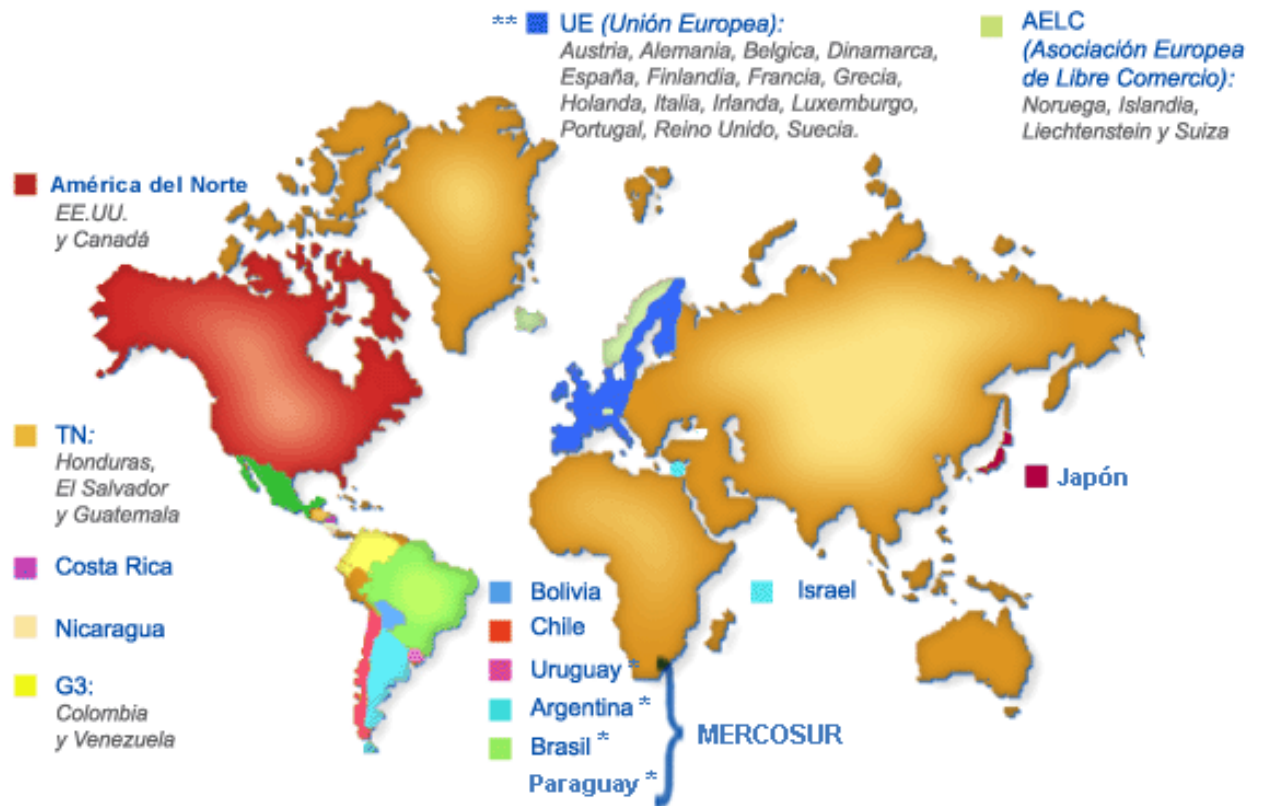 ** UE (Unión Europea):
Austria, Alemania, Belgica, Dinamarca,
España, Finlandia, Francia, Grecia,
Holanda, Italia, Irlanda, Luxemburgo,
Portugal, Reino Unido, Suecia.
AELC
(Asociación Europea
de Libre Comercio):
Noruega, Islandia,
Liechtenstein y Suiza
América del Norte
EE.UU.
y Canadá
TN:
Honduras,
El Salvador
y Guatemala
Costa Rica
Nicaragua
G3:
Colombia
y Venezuela
Japón
Bolivia
Chile
Uruguay *
Argentina *
Brasil *
Paraguay *
MERCOSUR
Israel